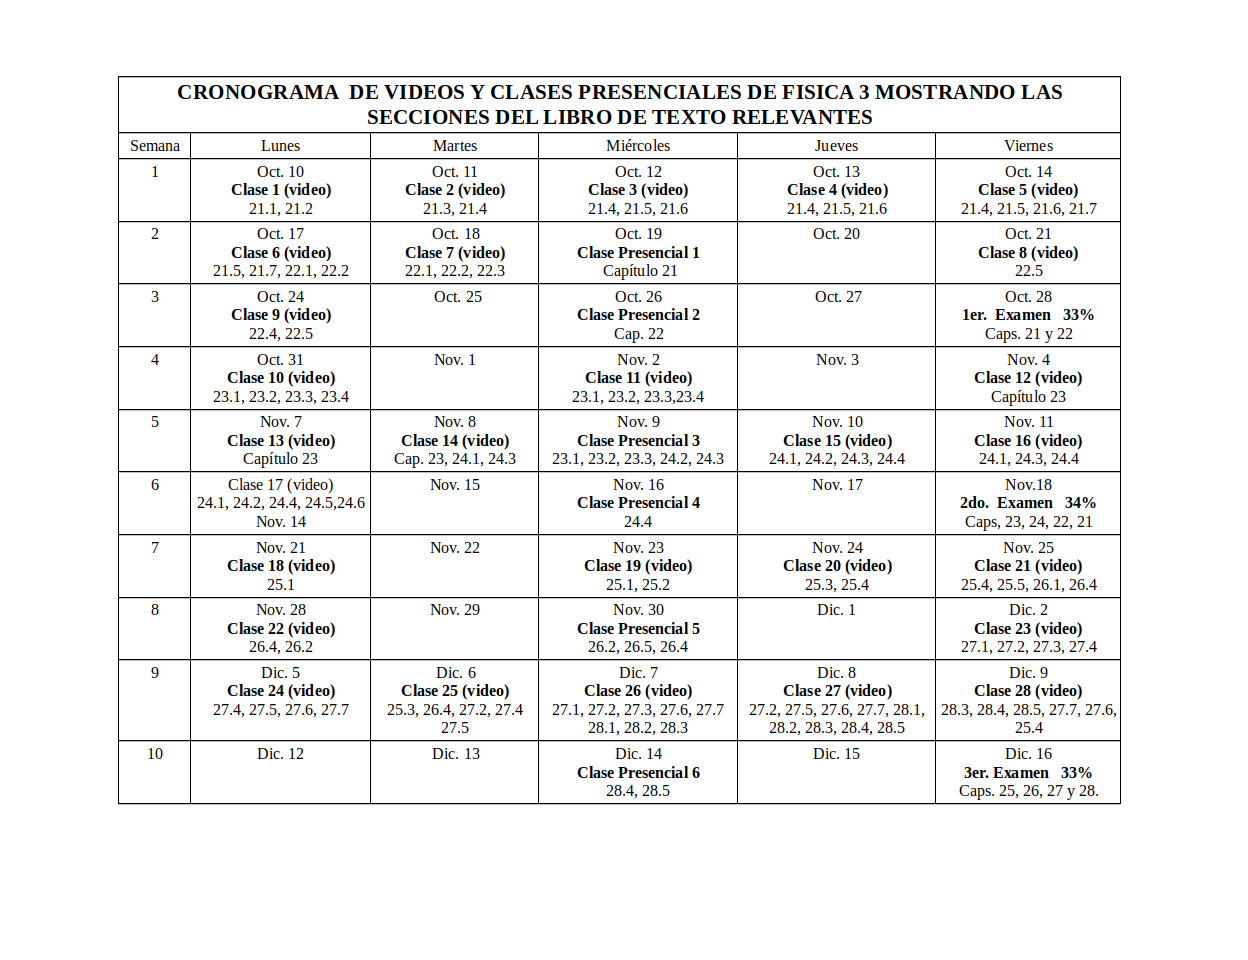 CRONOGRAMA  DE VIDEOS Y CLASES PRESENCIALES DE FISICA 3 MOSTRANDO LAS
SECCIONES DEL LIBRO DE TEXTO RELEVANTES
Semana Lunes Martes Miércoles Jueves Viernes
1 Oct. 10 Oct. 11 Oct. 12 Oct. 13 Oct. 14
Clase 1 (video) Clase 2 (video) Clase 3 (video) Clase 4 (video) Clase 5 (video)
21.1, 21.2 21.3, 21.4 21.4, 21.5, 21.6 21.4, 21.5, 21.6 21.4, 21.5, 21.6, 21.7
2 Oct. 17 Oct. 18 Oct. 19 Oct. 20 Oct. 21
Clase 6 (video) Clase 7 (video) Clase Presencial 1 Clase 8 (video)
21.5, 21.7, 22.1, 22.2 22.1, 22.2, 22.3 Capítulo 21 22.5
3 Oct. 24 Oct. 25 Oct. 26 Oct. 27 Oct. 28
Clase 9 (video) Clase Presencial 2 1er.  Examen   33%
22.4, 22.5 Cap. 22 Caps. 21 y 22
4 Oct. 31 Nov. 1 Nov. 2 Nov. 3 Nov. 4
Clase 10 (video) Clase 11 (video) Clase 12 (video)
23.1, 23.2, 23.3, 23.4 23.1, 23.2, 23.3,23.4 Capítulo 23
5 Nov. 7 Nov. 8 Nov. 9 Nov. 10 Nov. 11
Clase 13 (video) Clase 14 (video) Clase Presencial 3 Clase 15 (video) Clase 16 (video)
Capítulo 23 Cap. 23, 24.1, 24.3 23.1, 23.2, 23.3, 24.2, 24.3 24.1, 24.2, 24.3, 24.4 24.1, 24.3, 24.4
6 Clase 17 (video) Nov. 15 Nov. 16 Nov. 17 Nov.18
24.1, 24.2, 24.4, 24.5,24.6 Clase Presencial 4 2do.  Examen   34%
Nov. 14 24.4 Caps, 23, 24, 22, 21
7 Nov. 21 Nov. 22 Nov. 23 Nov. 24 Nov. 25
Clase 18 (video) Clase 19 (video) Clase 20 (video) Clase 21 (video)
25.1 25.1, 25.2 25.3, 25.4 25.4, 25.5, 26.1, 26.4
8 Nov. 28 Nov. 29 Nov. 30 Dic. 1 Dic. 2
Clase 22 (video) Clase Presencial 5 Clase 23 (video)
26.4, 26.2 26.2, 26.5, 26.4 27.1, 27.2, 27.3, 27.4
9 Dic. 5 Dic. 6 Dic. 7 Dic. 8 Dic. 9
Clase 24 (video) Clase 25 (video) Clase 26 (video) Clase 27 (video) Clase 28 (video)
27.4, 27.5, 27.6, 27.7 25.3, 26.4, 27.2, 27.4 27.1, 27.2, 27.3, 27.6, 27.7 27.2, 27.5, 27.6, 27.7, 28.1, 28.3, 28.4, 28.5, 27.7, 27.6,
27.5 28.1, 28.2, 28.3 28.2, 28.3, 28.4, 28.5 25.4
10 Dic. 12 Dic. 13 Dic. 14 Dic. 15 Dic. 16
Clase Presencial 6 3er. Examen   33%
28.4, 28.5 Caps. 25, 26, 27 y 28.